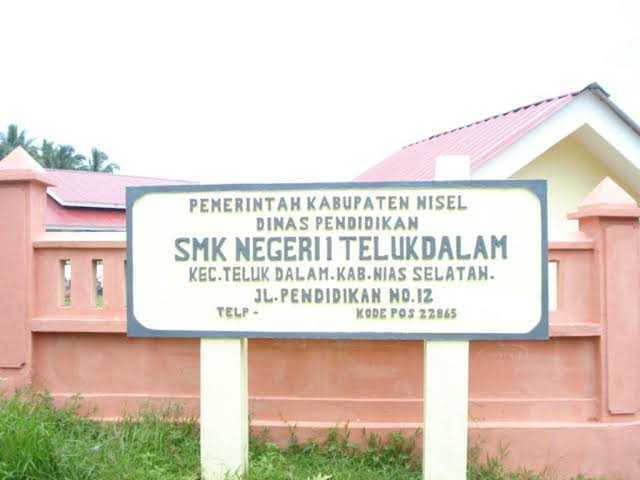 PEMERINTAH KABUPATEN NISEL
DINAS PENDIDIKAN
SMK NEGERI 1 TELUKDALAM
KEC.TELUK DALAM.KAB.NIAS SELATAH.
JL.PENDIDIKAN NO.12
TELP - KODE POS 22865